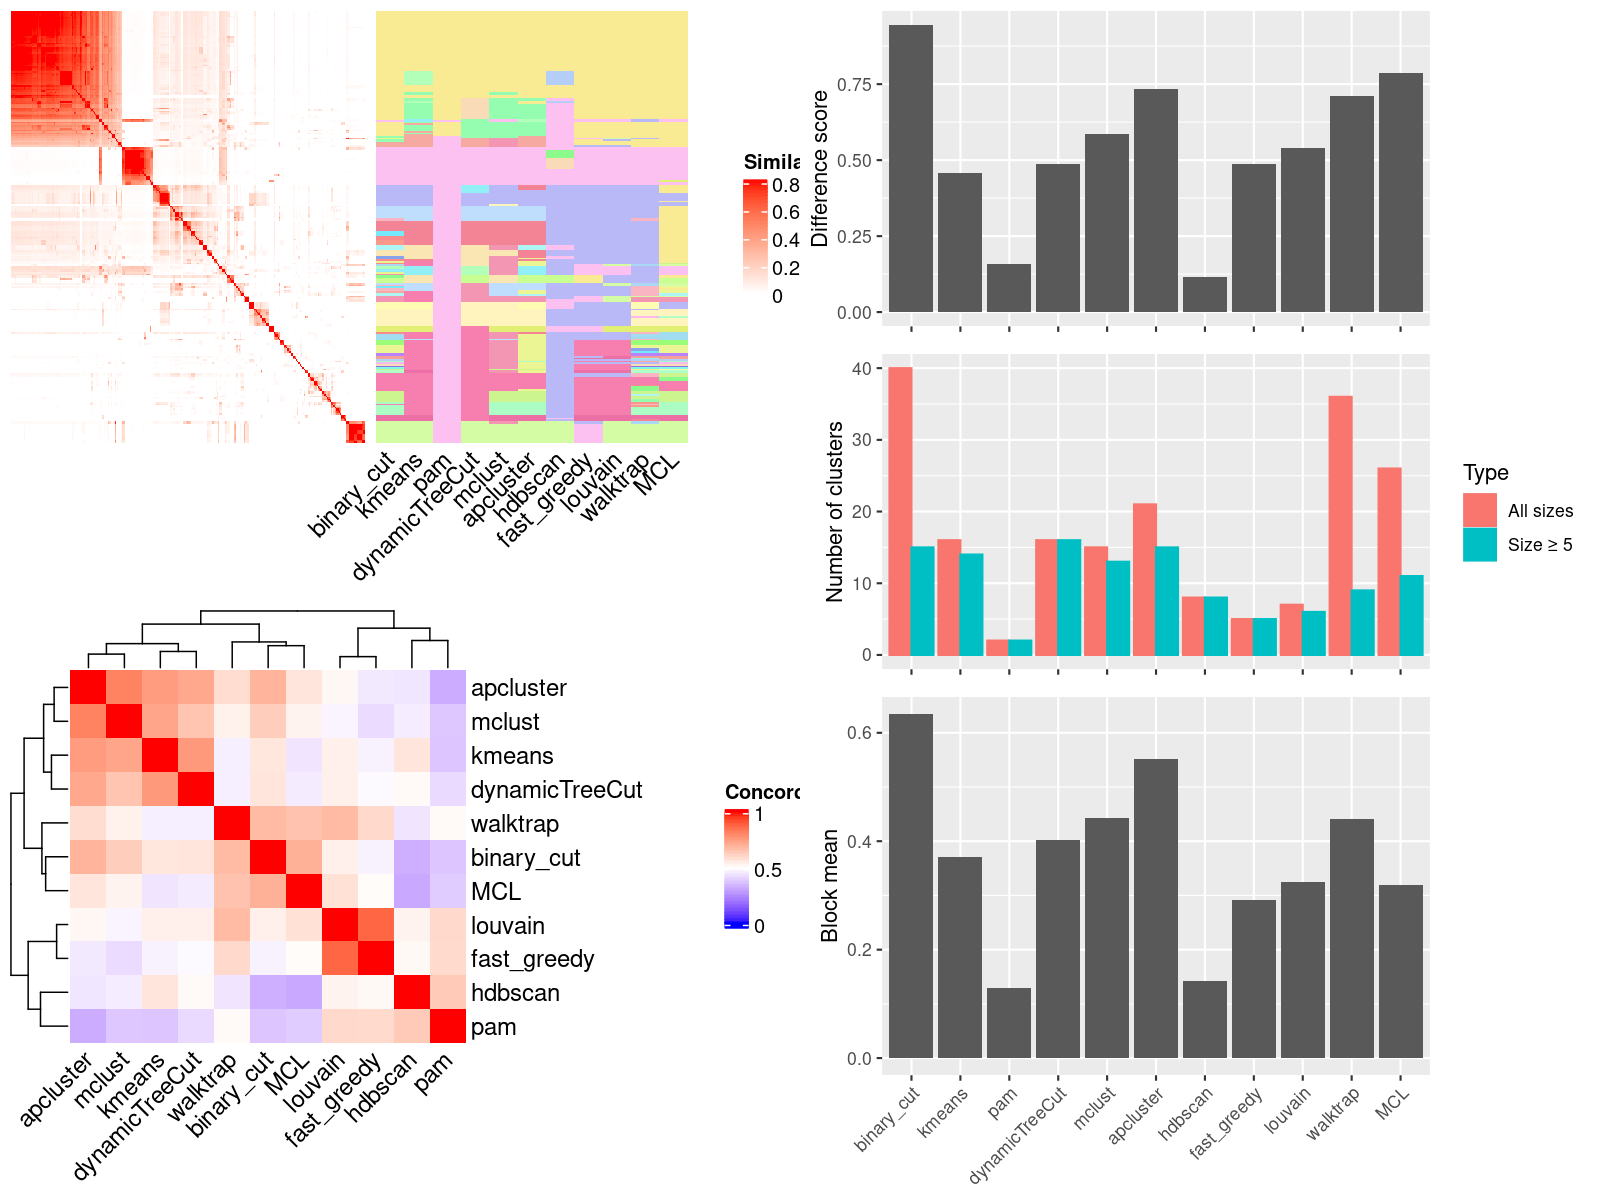 Simila
0.8
0.6
0.4
0.2
0
binary_cut
kmeans
pam
dynamicTreeCut
mclust
apcluster
hdbscan
fast_greedy
louvain
walktrap
MCL
apcluster
mclust
kmeans
dynamicTreeCut
walktrap
binary_cut
MCL
louvain
fast_greedy
hdbscan
pam
apcluster
mclust
kmeans
dynamicTreeCut
walktrap
binary_cut
MCL
louvain
fast_greedy
hdbscan
pam
Concord
1
0.5
0
Difference score
0.75
0.50
0.25
0.00
Number of clusters
40
30
20
10
0
Type
All sizes
Size ≥ 5
Block mean
0.6
0.4
0.2
0.0
binary_cut
kmeans
pam
dynamicTreeCut
mclust
apcluster
hdbscan
fast_greedy
louvain
walktrap
MCL